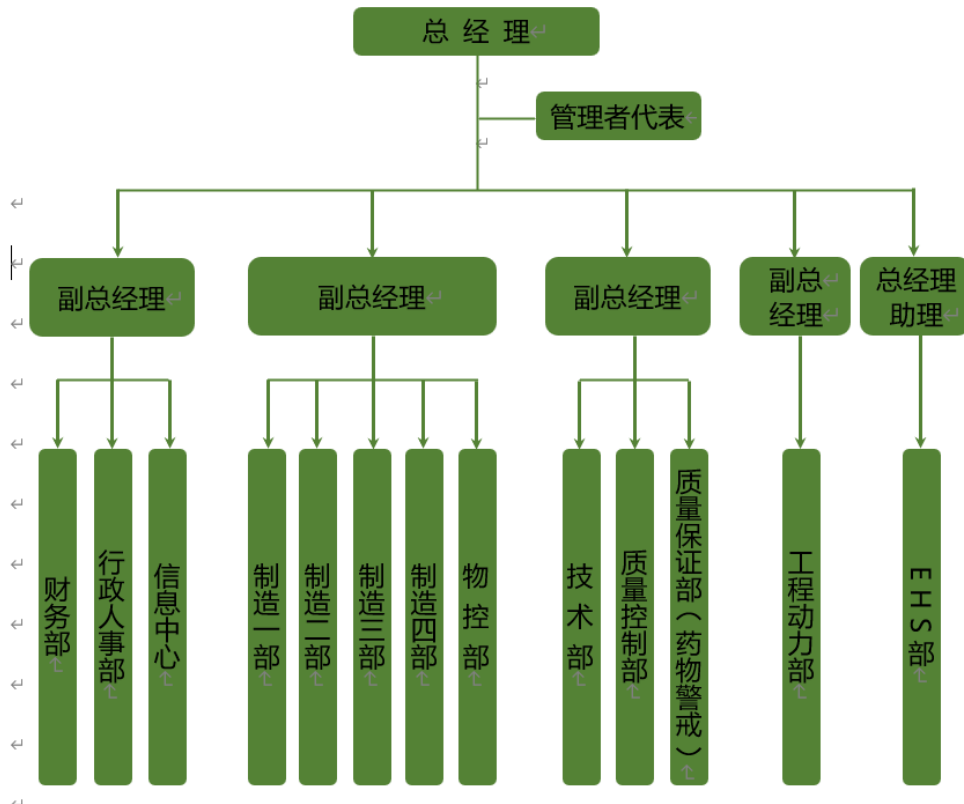 总 经 理
管理者代表
副总经理
副总经理
副总经理
副总
经理
总经理
助理
财务部
行政人事部
信息中心
制造一部
制造二部
制造三部
制造四部
物控部
技术部
质量控制部
质量保证部（药物警戒）
工程动力部
EHS部